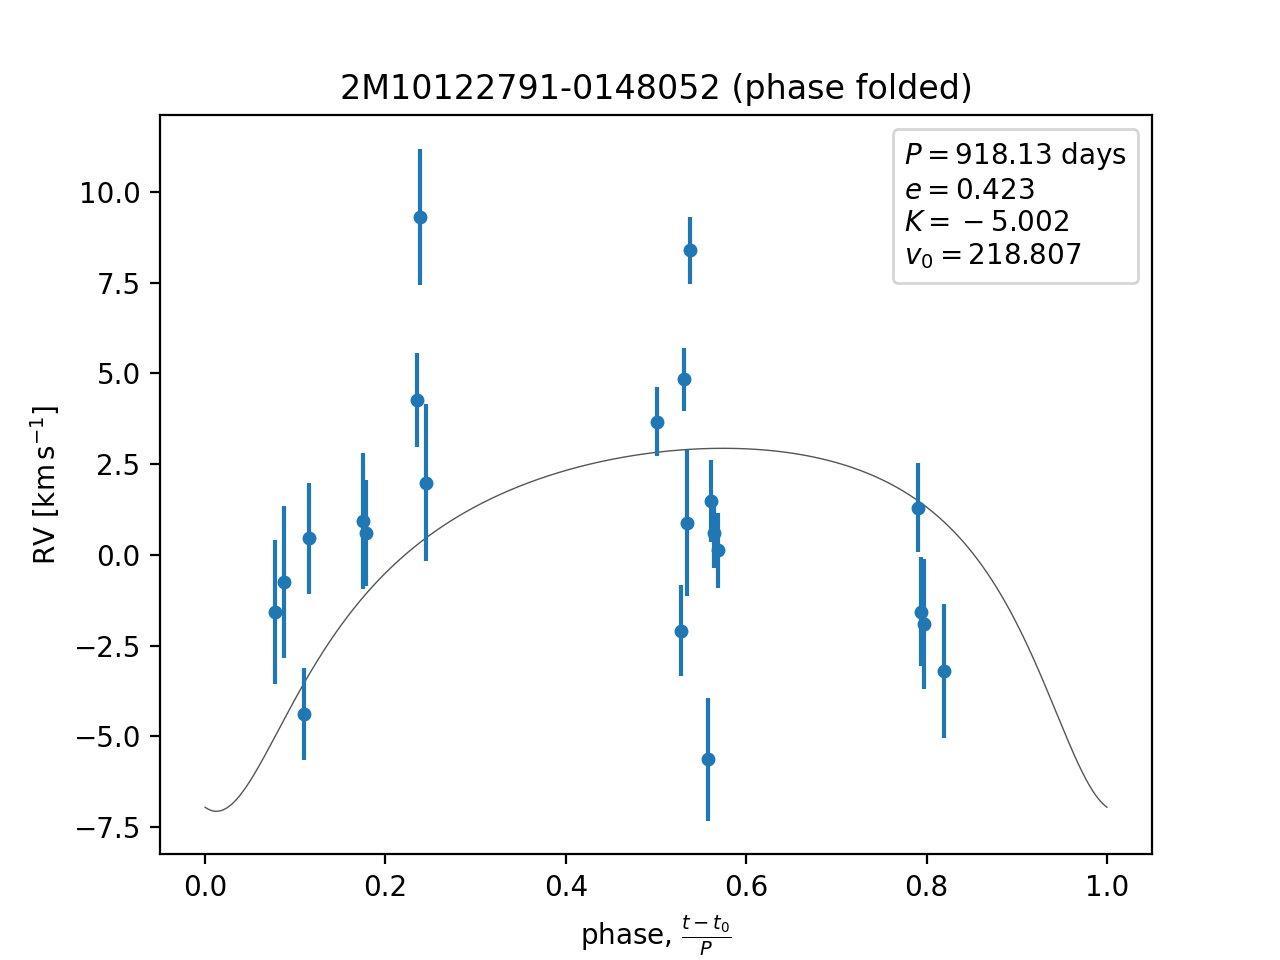 2M10122791-0148052 (phase folded)
P = 918.13 days
e = 0.423
K = − 5.002
v₀ = 218.807
10.0
7.5
5.0
2.5
0.0
−2.5
−5.0
−7.5
RV [km s⁻¹]
0.0 0.2 0.4 0.6 0.8 1.0
phase, (t − t₀)/P